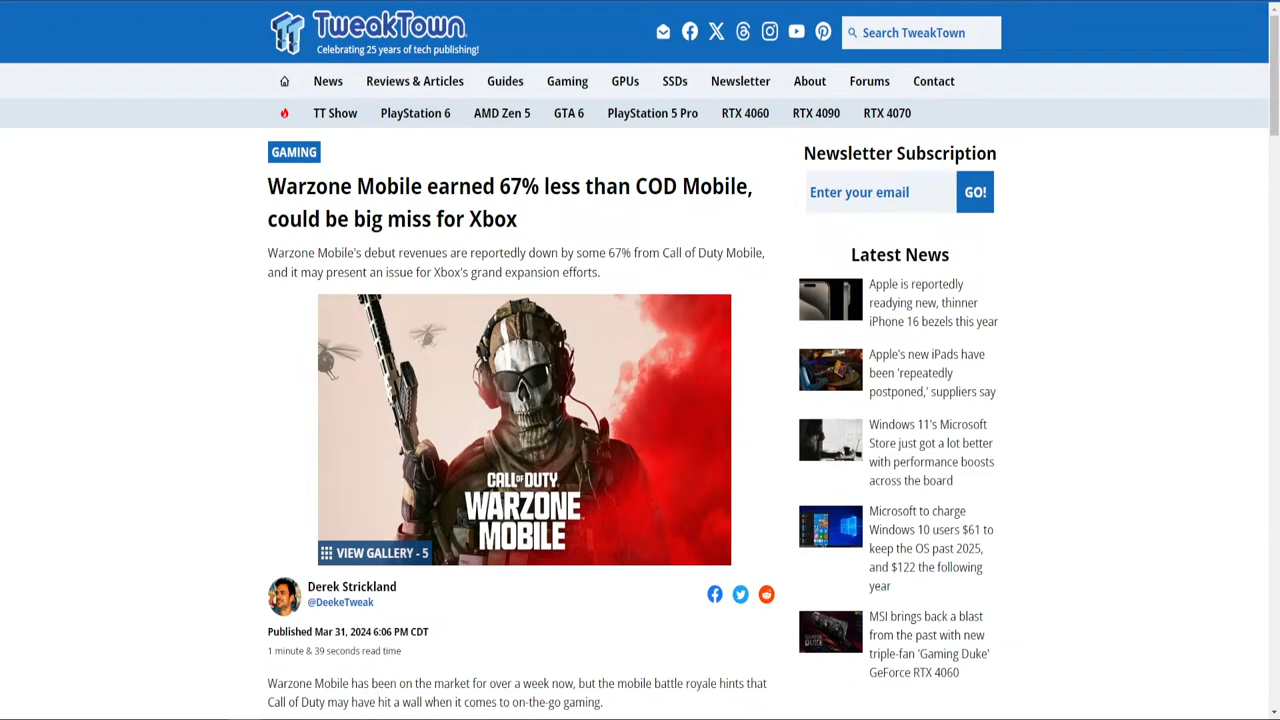 TweakTown
Celebrating 25 years of tech publishing!
Search TweakTown
News Reviews & Articles Guides Gaming GPUs SSDs Newsletter About Forums Contact
TT Show PlayStation 6 AMD Zen 5 GTA 6 PlayStation 5 Pro RTX 4060 RTX 4090 RTX 4070
GAMING
Warzone Mobile earned 67% less than COD Mobile,
could be big miss for Xbox
Warzone Mobile's debut revenues are reportedly down by some 67% from Call of Duty Mobile,
and it may present an issue for Xbox's grand expansion efforts.
CALL OF DUTY
WARZONE
MOBILE
VIEW GALLERY - 5
Derek Strickland
@DeekeTweak
Published Mar 31, 2024 6:06 PM CDT
1 minute & 39 seconds read time
Warzone Mobile has been on the market for over a week now, but the mobile battle royale hints that
Call of Duty may have hit a wall when it comes to on-the-go gaming.
Newsletter Subscription
Enter your email
GO!
Latest News
Apple is reportedly
readying new, thinner
iPhone 16 bezels this year
Apple's new iPads have
been 'repeatedly
postponed,' suppliers say
Windows 11's Microsoft
Store just got a lot better
with performance boosts
across the board
Microsoft to charge
Windows 10 users $61 to
keep the OS past 2025,
and $122 the following
year
MSI brings back a blast
from the past with new
triple-fan 'Gaming Duke'
GeForce RTX 4060